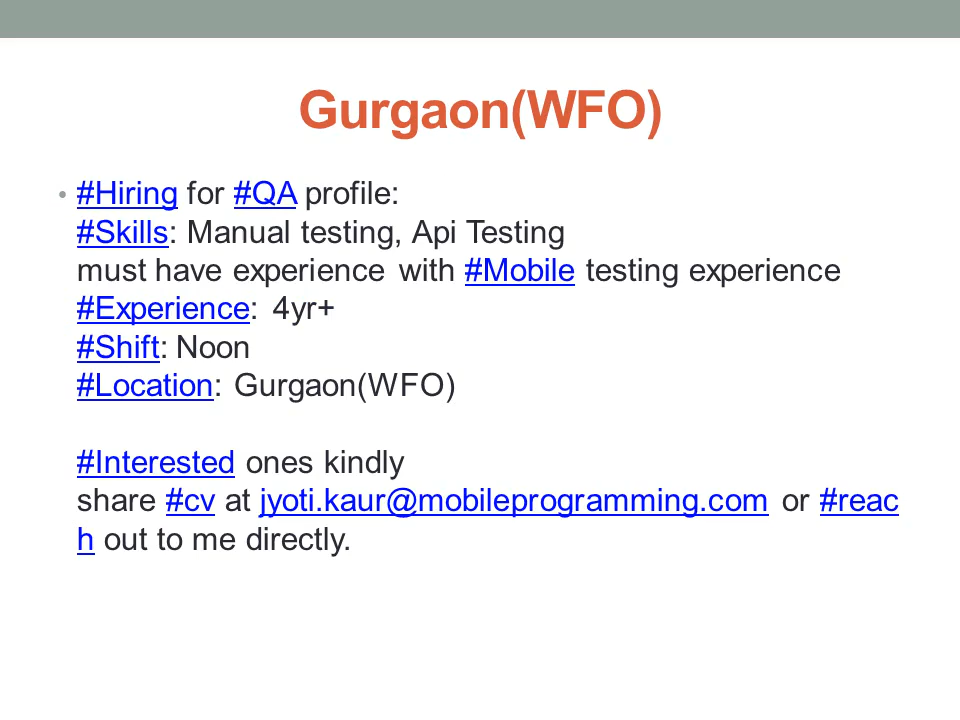 Gurgaon(WFO)
• #Hiring for #QA profile:
#Skills: Manual testing, Api Testing
must have experience with #Mobile testing experience
#Experience: 4yr+
#Shift: Noon
#Location: Gurgaon(WFO)
#Interested ones kindly
share #cv at jyoti.kaur@mobileprogramming.com or #reac
h out to me directly.